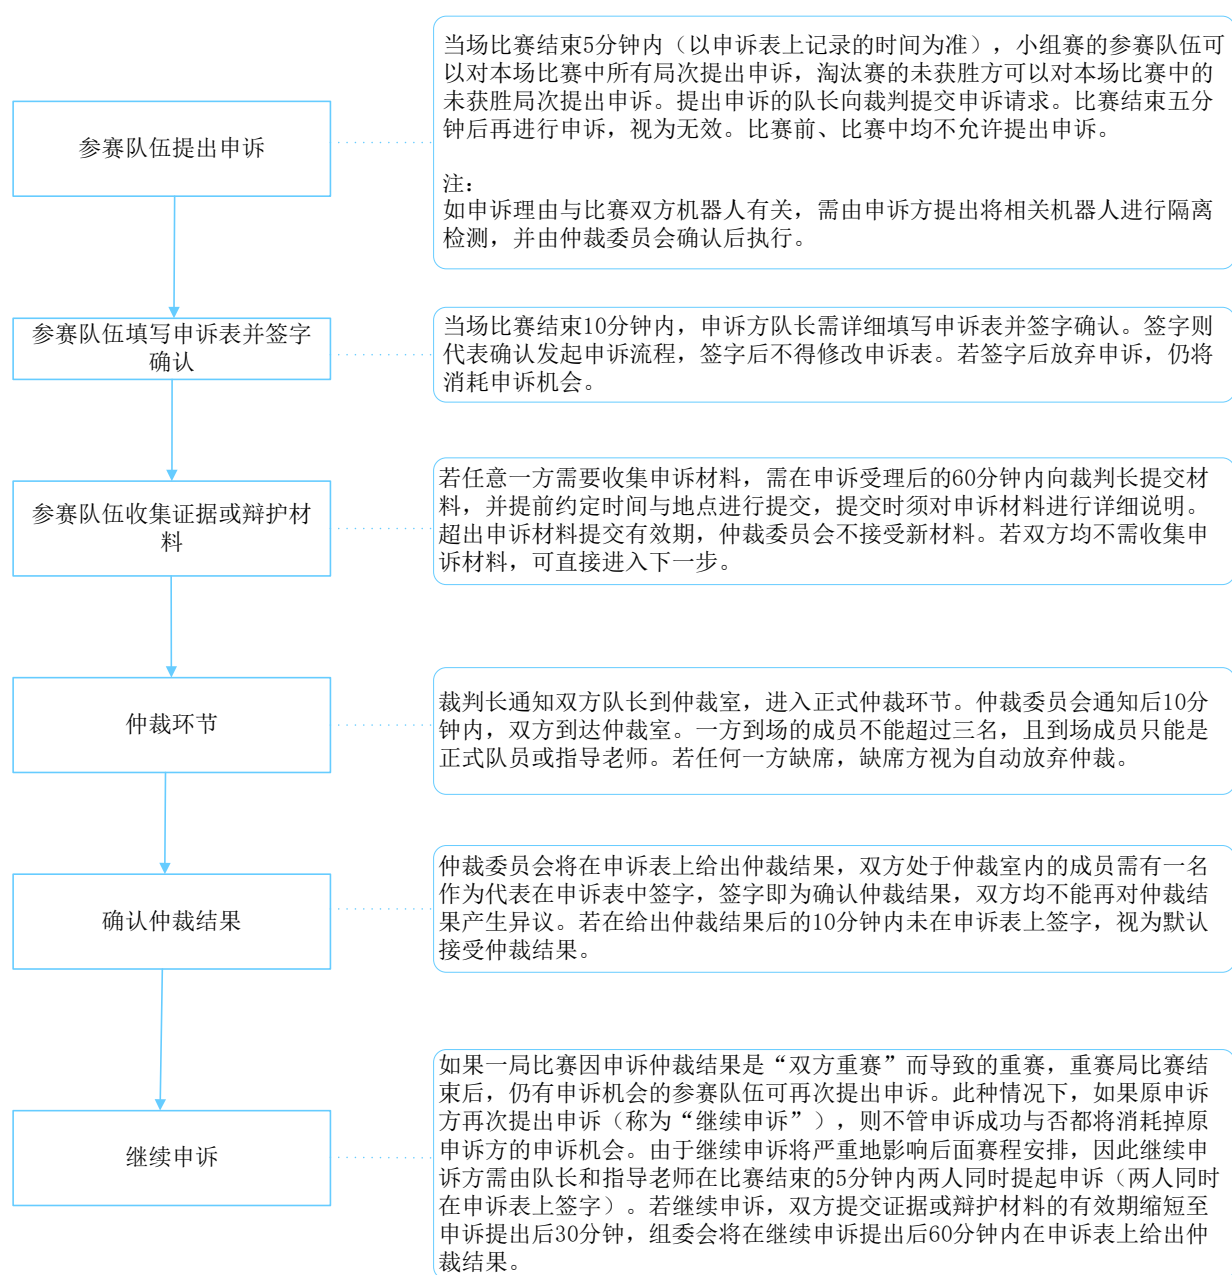 参赛队伍提出申诉
当场比赛结束5分钟内（以申诉表上记录的时间为准），小组赛的参赛队伍可
以对本场比赛中所有局次提出申诉，淘汰赛的未获胜方可以对本场比赛中的
未获胜局次提出申诉。提出申诉的队长向裁判提交申诉请求。比赛结束五分
钟后再进行申诉，视为无效。比赛前、比赛中均不允许提出申诉。
注：
如申诉理由与比赛双方机器人有关，需由申诉方提出将相关机器人进行隔离
检测，并由仲裁委员会确认后执行。
参赛队伍填写申诉表并签字
确认
当场比赛结束10分钟内，申诉方队长需详细填写申诉表并签字确认。签字则
代表确认发起申诉流程，签字后不得修改申诉表。若签字后放弃申诉，仍将
消耗申诉机会。
参赛队伍收集证据或辩护材
料
若任意一方需要收集申诉材料，需在申诉受理后的60分钟内向裁判长提交材
料，并提前约定时间与地点进行提交，提交时须对申诉材料进行详细说明。
超出申诉材料提交有效期，仲裁委员会不接受新材料。若双方均不需收集申
诉材料，可直接进入下一步。
仲裁环节
裁判长通知双方队长到仲裁室，进入正式仲裁环节。仲裁委员会通知后10分
钟内，双方到达仲裁室。一方到场的成员不能超过三名，且到场成员只能是
正式队员或指导老师。若任何一方缺席，缺席方视为自动放弃仲裁。
确认仲裁结果
仲裁委员会将在申诉表上给出仲裁结果，双方处于仲裁室内的成员需有一名
作为代表在申诉表中签字，签字即为确认仲裁结果，双方均不能再对仲裁结
果产生异议。若在给出仲裁结果后的10分钟内未在申诉表上签字，视为默认
接受仲裁结果。
继续申诉
如果一局比赛因申诉仲裁结果是“双方重赛”而导致的重赛，重赛局比赛结
束后，仍有申诉机会的参赛队伍可再次提出申诉。此种情况下，如果原申诉
方再次提出申诉（称为“继续申诉”），则不管申诉成功与否都将消耗掉原
申诉方的申诉机会。由于继续申诉将严重地影响后面赛程安排，因此继续申
诉方需由队长和指导老师在比赛结束的5分钟内两人同时提起申诉（两人同时
在申诉表上签字）。若继续申诉，双方提交证据或辩护材料的有效期缩短至
申诉提出后30分钟，组委会将在继续申诉提出后60分钟内在申诉表上给出仲
裁结果。